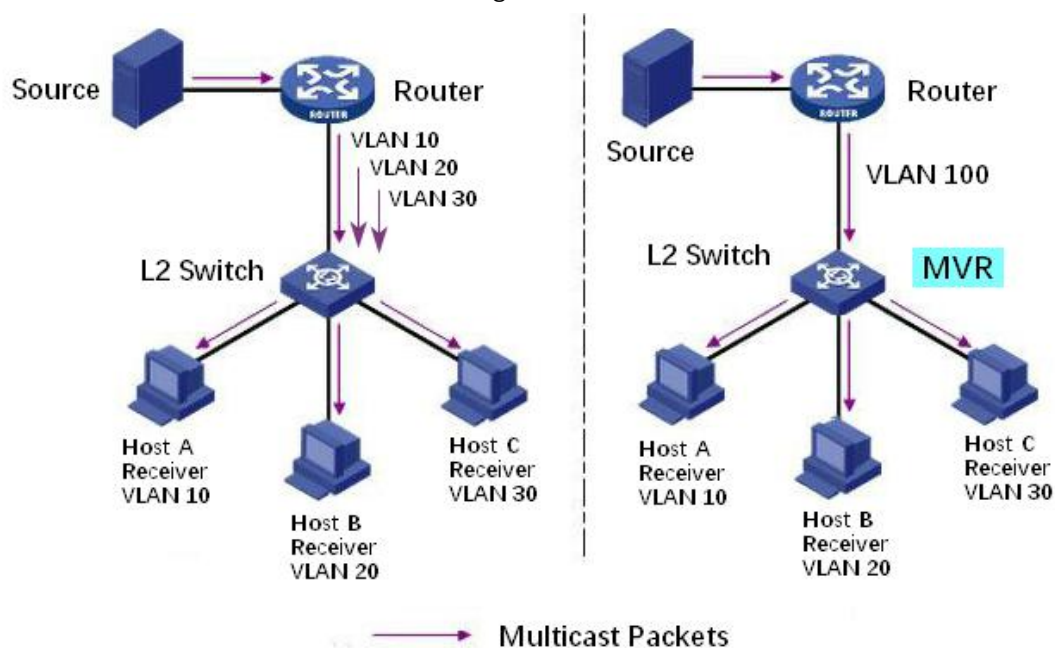 Source
Router
ROUTER
VLAN 10
VLAN 20
VLAN 30
L2 Switch
Host A
Receiver
VLAN 10
Host B
Receiver
VLAN 20
Host C
Receiver
VLAN 30
Source
Router
ROUTER
VLAN 100
L2 Switch
MVR
Host A
Receiver
VLAN 10
Host B
Receiver
VLAN 20
Host C
Receiver
VLAN 30
Multicast Packets